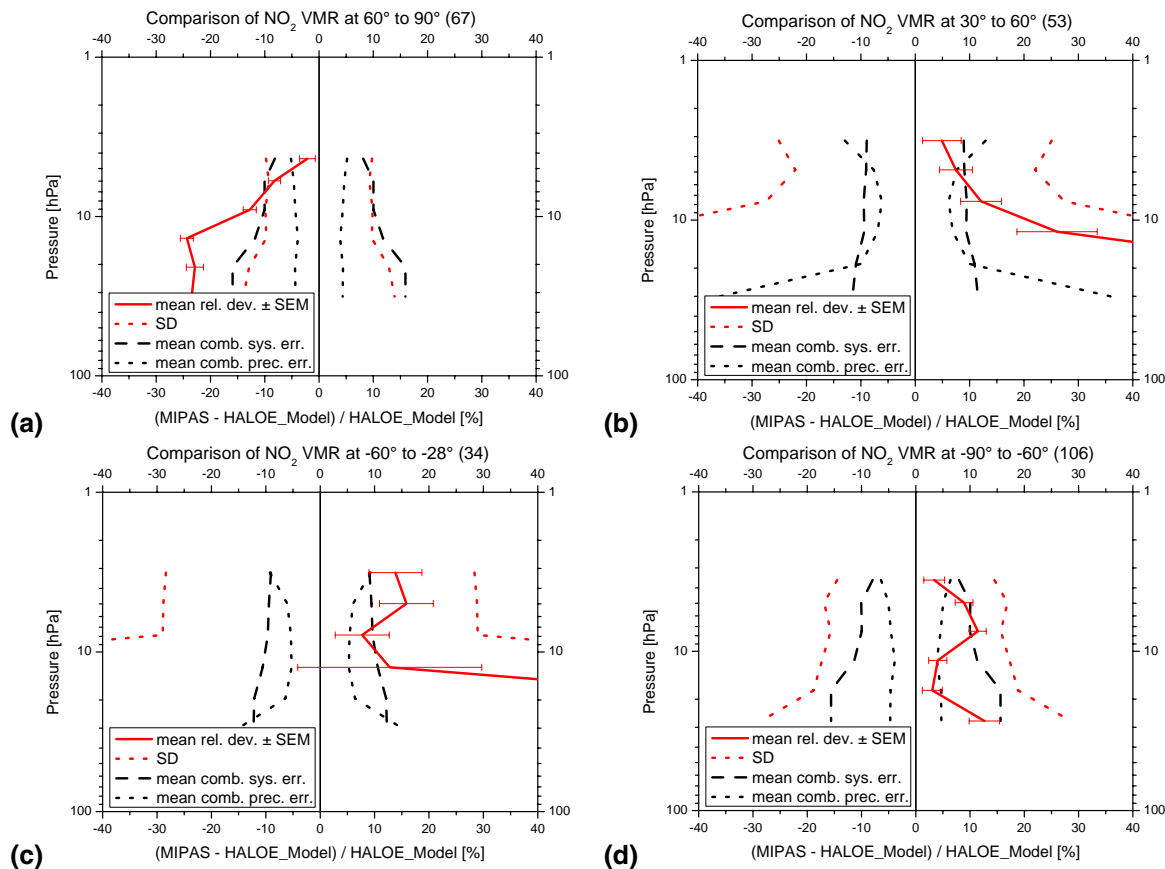 Comparison of NO2 VMR at 60° to 90° (67)
-40 -30 -20 -10 0 10 20 30 40
1 1
10 10
100 100
Pressure [hPa]
mean rel. dev. ± SEM
SD
mean comb. sys. err.
mean comb. prec. err.
-40 -30 -20 -10 0 10 20 30 40
(a) (MIPAS - HALOE_Model) / HALOE_Model [%]
Comparison of NO2 VMR at 30° to 60° (53)
-40 -30 -20 -10 0 10 20 30 40
1 1
10 10
100 100
Pressure [hPa]
mean rel. dev. ± SEM
SD
mean comb. sys. err.
mean comb. prec. err.
-40 -30 -20 -10 0 10 20 30 40
(b) (MIPAS - HALOE_Model) / HALOE_Model [%]
Comparison of NO2 VMR at -60° to -28° (34)
-40 -30 -20 -10 0 10 20 30 40
1 1
10 10
100 100
Pressure [hPa]
mean rel. dev. ± SEM
SD
mean comb. sys. err.
mean comb. prec. err.
-40 -30 -20 -10 0 10 20 30 40
(c) (MIPAS - HALOE_Model) / HALOE_Model [%]
Comparison of NO2 VMR at -90° to -60° (106)
-40 -30 -20 -10 0 10 20 30 40
1 1
10 10
100 100
Pressure [hPa]
mean rel. dev. ± SEM
SD
mean comb. sys. err.
mean comb. prec. err.
-40 -30 -20 -10 0 10 20 30 40
(d) (MIPAS - HALOE_Model) / HALOE_Model [%]